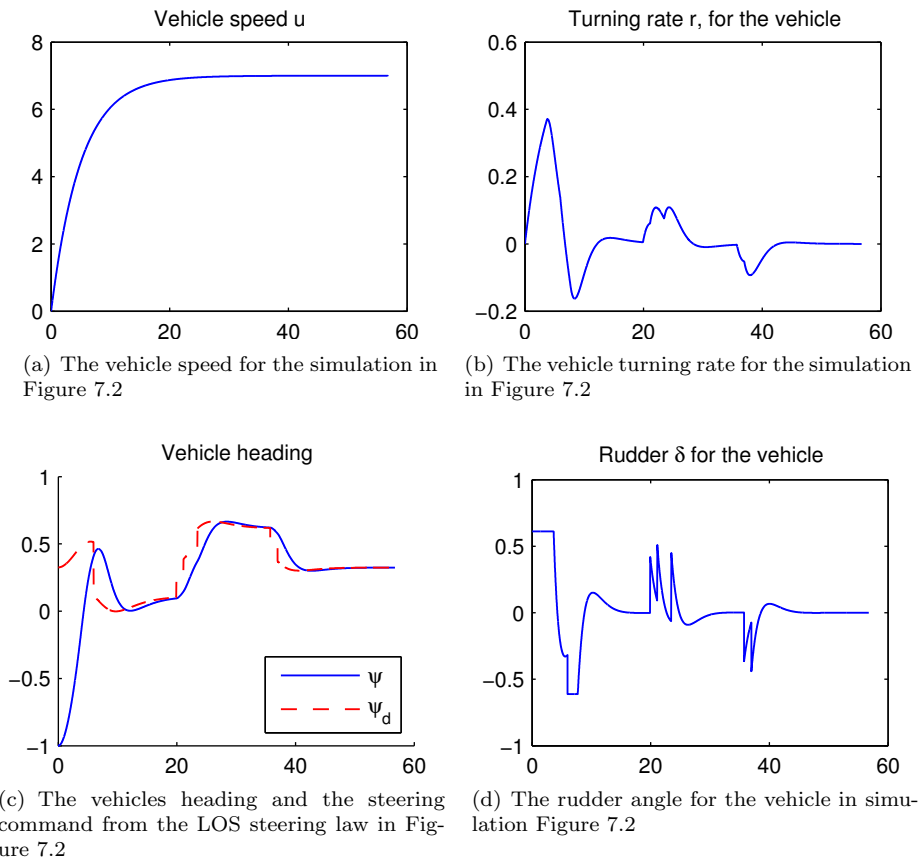 Vehicle speed u
8
6
4
2
0
0 20 40 60
(a) The vehicle speed for the simulation in
Figure 7.2
Turning rate r, for the vehicle
0.6
0.4
0.2
0
−0.2
0 20 40 60
(b) The vehicle turning rate for the simulation
in Figure 7.2
Vehicle heading
1
0.5
0
−0.5
−1
0 20 40 60
ψ
ψd
(c) The vehicles heading and the steering
command from the LOS steering law in Fig-
ure 7.2
Rudder δ for the vehicle
1
0.5
0
−0.5
−1
0 20 40 60
(d) The rudder angle for the vehicle in simu-
lation Figure 7.2